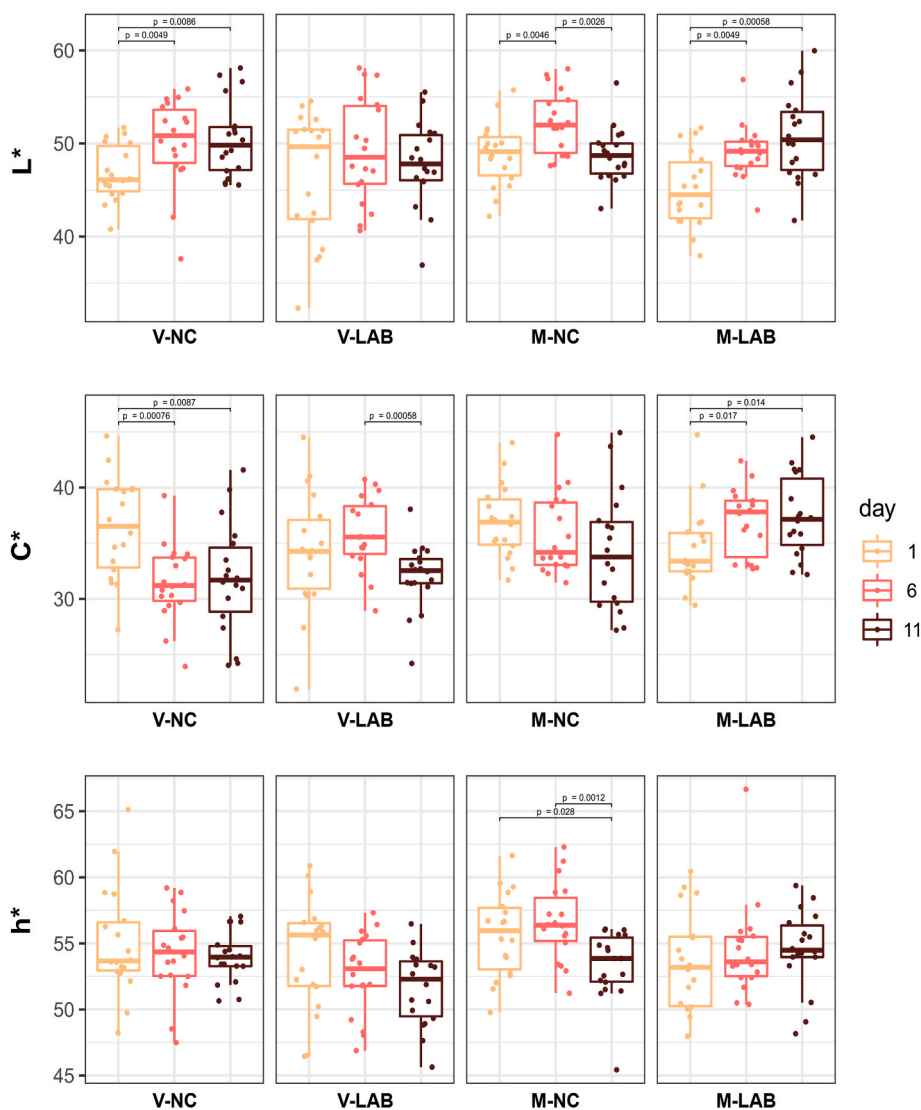 p = 0.0086
p = 0.0026
p = 0.00058
p = 0.0049
p = 0.0046
p = 0.0049
60
50
40
L*
V-NC
V-LAB
M-NC
M-LAB
p = 0.0087
p = 0.014
p = 0.00076
p = 0.00058
p = 0.017
40
30
C*
V-NC
V-LAB
M-NC
M-LAB
day
1
6
11
p = 0.0012
p = 0.028
65
60
55
50
45
h*
V-NC
V-LAB
M-NC
M-LAB